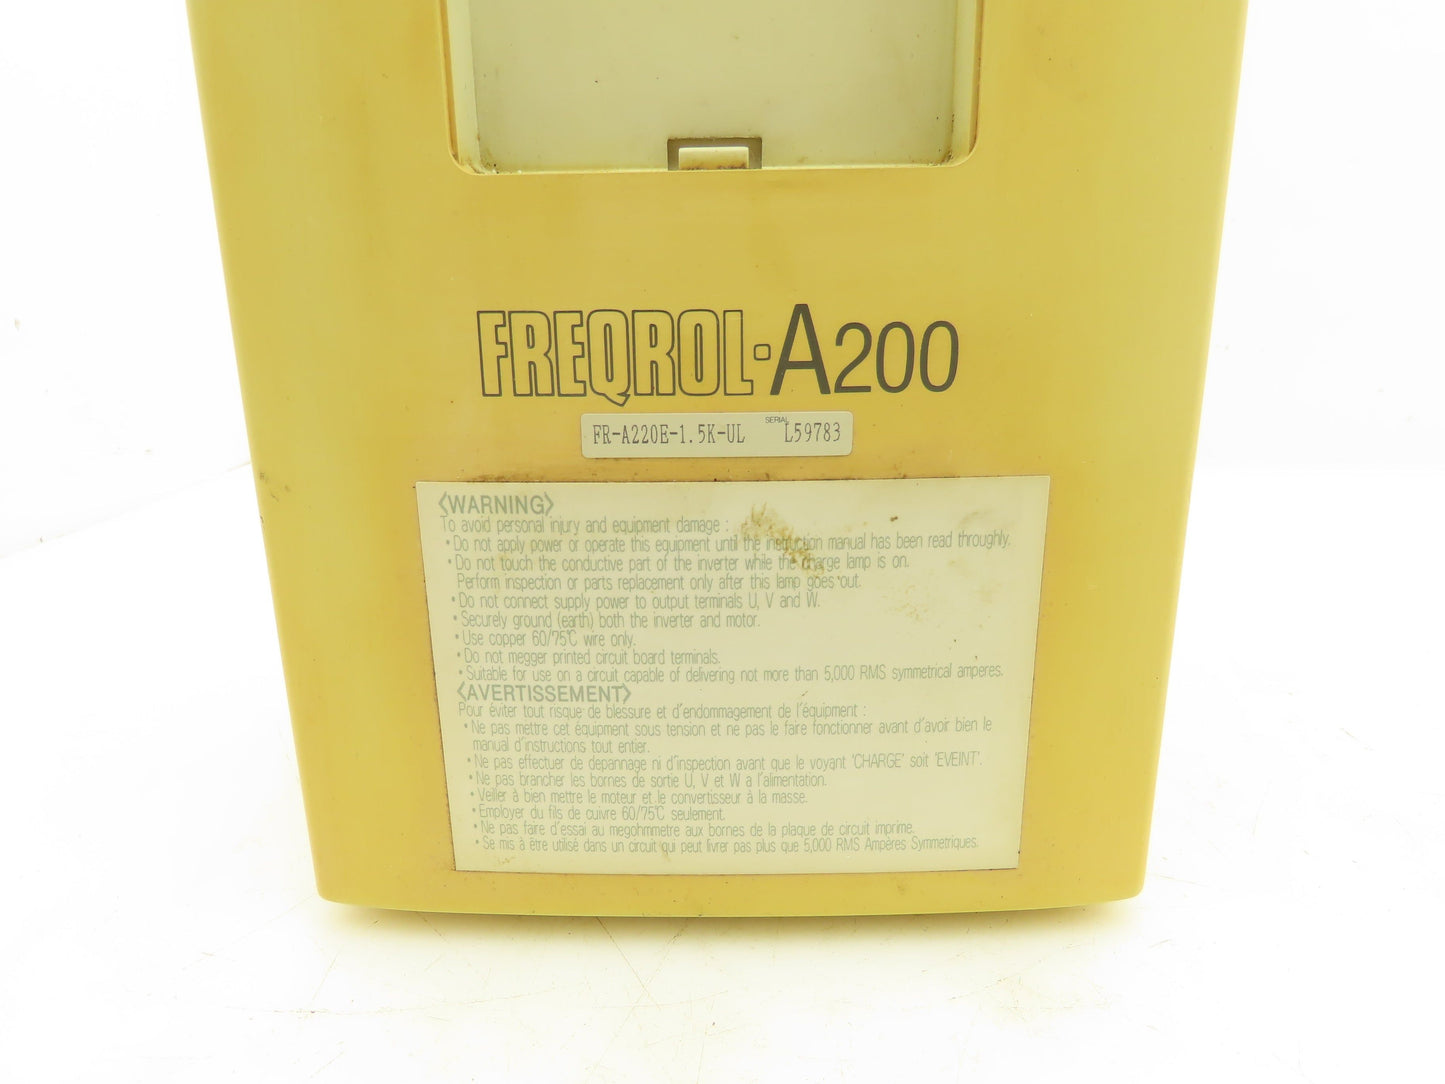 FREQROL-A200
FR-A220E-1.5K-UL SERIAL L59783
〈WARNING〉
To avoid personal injury and equipment damage :
• Do not apply power or operate this equipment until the instruction manual has been read throughly.
• Do not touch the conductive part of the inverter while the charge lamp is on.
Perform inspection or parts replacement only after this lamp goes out.
• Do not connect supply power to output terminals U, V and W.
• Securely ground (earth) both the inverter and motor.
• Use copper 60/75℃ wire only.
• Do not megger printed circuit board terminals.
• Suitable for use on a circuit capable of delivering not more than 5,000 RMS symmetrical amperes.
〈AVERTISSEMENT〉
Pour éviter tout risque de blessure et d'endommagement de l'équipment :
• Ne pas mettre cet équipment sous tension et ne pas le faire fonctionner avant d'avoir bien le
manual d'instructions tout entier.
• Ne pas effectuer de dépannage ni d'inspection avant que le voyant 'CHARGE' soit 'EVEINT'.
• Ne pas brancher les bornes de sortie U, V et W a l'alimentation.
• Veiller à bien mettre le moteur et le convertisseur à la masse.
• Employer du fils de cuivre 60/75℃ seulement.
• Ne pas faire d'essai au megohmmetre aux bornes de la plaque de circuit imprime.
• Se mis à être utilisé dans un circuit qui peut livrer pas plus que 5,000 RMS Ampères Symmetriques.